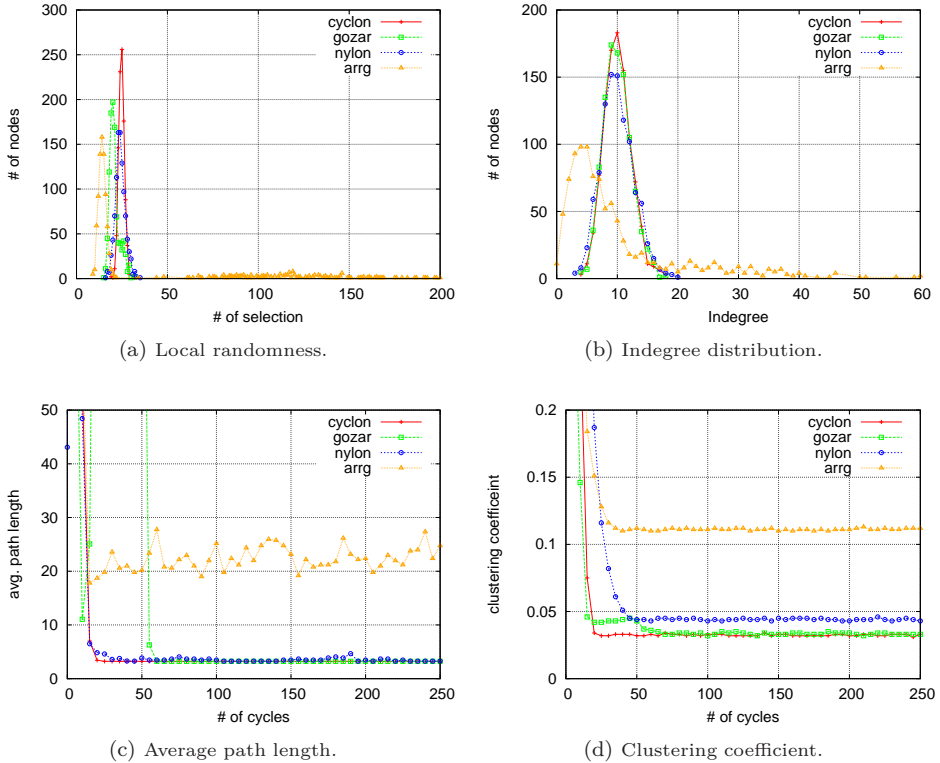 300
250
200
150
100
50
0
# of nodes
0 50 100 150 200
# of selection
cyclon
gozar
nylon
arrg
(a) Local randomness.
200
150
100
50
0
# of nodes
0 10 20 30 40 50 60
Indegree
cyclon
gozar
nylon
arrg
(b) Indegree distribution.
50
40
30
20
10
0
avg. path length
0 50 100 150 200 250
# of cycles
cyclon
gozar
nylon
arrg
(c) Average path length.
0.2
0.15
0.1
0.05
0
clustering coefficeint
0 50 100 150 200 250
# of cycles
cyclon
gozar
nylon
arrg
(d) Clustering coefficient.